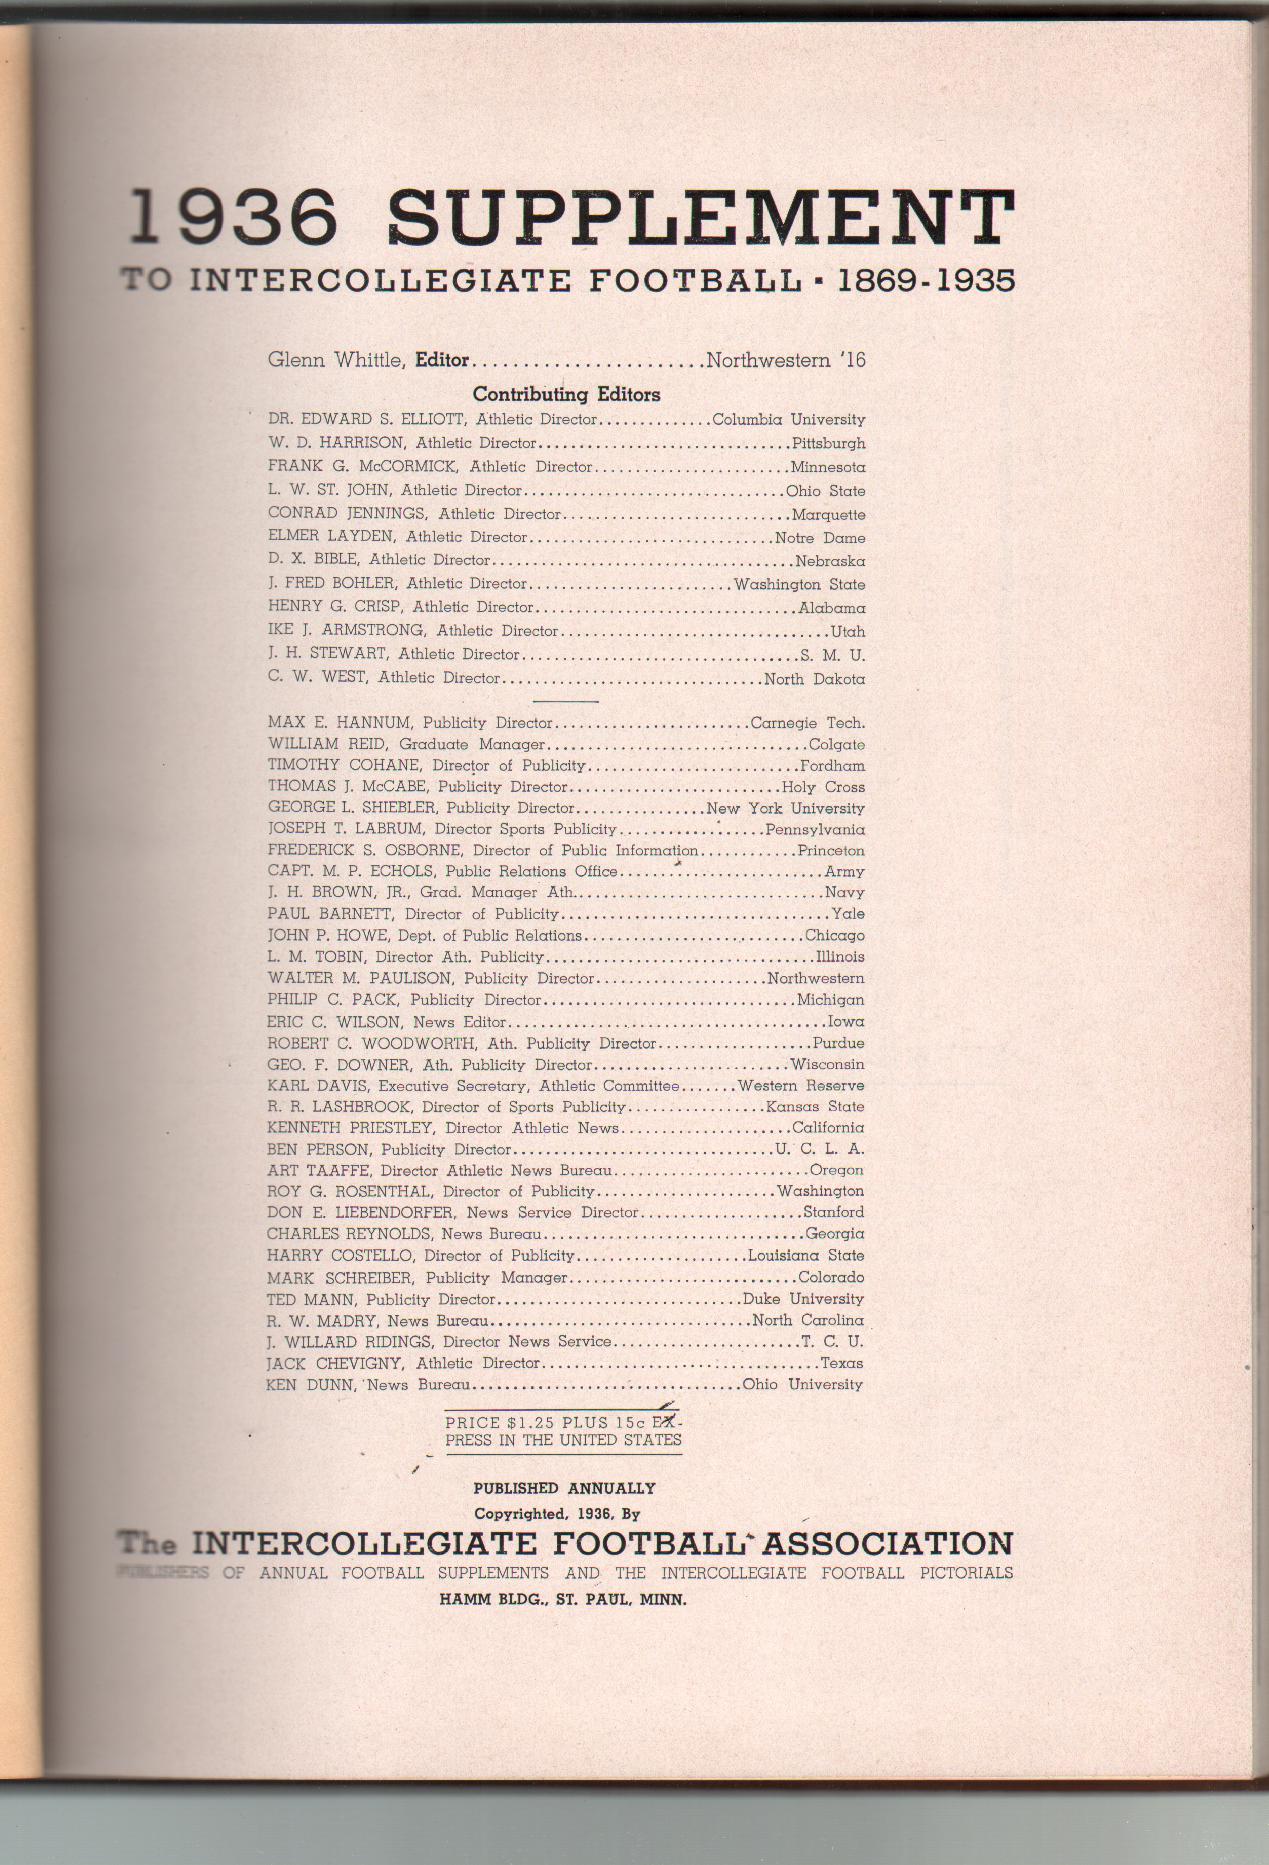 1936 SUPPLEMENT
TO INTERCOLLEGIATE FOOTBALL · 1869-1935
Glenn Whittle, Editor.......................Northwestern '16
Contributing Editors
DR. EDWARD S. ELLIOTT, Athletic Director..............Columbia University
W. D. HARRISON, Athletic Director...............................Pittsburgh
FRANK G. McCORMICK, Athletic Director........................Minnesota
L. W. ST. JOHN, Athletic Director................................Ohio State
CONRAD JENNINGS, Athletic Director............................Marquette
ELMER LAYDEN, Athletic Director..............................Notre Dame
D. X. BIBLE, Athletic Director.....................................Nebraska
J. FRED BOHLER, Athletic Director.........................Washington State
HENRY G. CRISP, Athletic Director................................Alabama
IKE J. ARMSTRONG, Athletic Director.................................Utah
J. H. STEWART, Athletic Director..................................S. M. U.
C. W. WEST, Athletic Director................................North Dakota
MAX E. HANNUM, Publicity Director........................Carnegie Tech.
WILLIAM REID, Graduate Manager................................Colgate
TIMOTHY COHANE, Director of Publicity..........................Fordham
THOMAS J. McCABE, Publicity Director..........................Holy Cross
GEORGE L. SHIEBLER, Publicity Director................New York University
JOSEPH T. LABRUM, Director Sports Publicity..................Pennsylvania
FREDERICK S. OSBORNE, Director of Public Information............Princeton
CAPT. M. P. ECHOLS, Public Relations Office.........................Army
J. H. BROWN, JR., Grad. Manager Ath...............................Navy
PAUL BARNETT, Director of Publicity.................................Yale
JOHN P. HOWE, Dept. of Public Relations...........................Chicago
L. M. TOBIN, Director Ath. Publicity.................................Illinois
WALTER M. PAULISON, Publicity Director.....................Northwestern
PHILIP C. PACK, Publicity Director...............................Michigan
ERIC C. WILSON, News Editor.......................................Iowa
ROBERT C. WOODWORTH, Ath. Publicity Director...................Purdue
GEO. F. DOWNER, Ath. Publicity Director........................Wisconsin
KARL DAVIS, Executive Secretary, Athletic Committee.......Western Reserve
R. R. LASHBROOK, Director of Sports Publicity.................Kansas State
KENNETH PRIESTLEY, Director Athletic News.....................California
BEN PERSON, Publicity Director................................U. C. L. A.
ART TAAFFE, Director Athletic News Bureau........................Oregon
ROY G. ROSENTHAL, Director of Publicity......................Washington
DON E. LIEBENDORFER, News Service Director....................Stanford
CHARLES REYNOLDS, News Bureau................................Georgia
HARRY COSTELLO, Director of Publicity.....................Louisiana State
MARK SCHREIBER, Publicity Manager............................Colorado
TED MANN, Publicity Director..............................Duke University
R. W. MADRY, News Bureau................................North Carolina
J. WILLARD RIDINGS, Director News Service.......................T. C. U.
JACK CHEVIGNY, Athletic Director..................................Texas
KEN DUNN, News Bureau.................................Ohio University
PRICE $1.25 PLUS 15c EX-
PRESS IN THE UNITED STATES
PUBLISHED ANNUALLY
Copyrighted, 1936, By
The INTERCOLLEGIATE FOOTBALL ASSOCIATION
PUBLISHERS OF ANNUAL FOOTBALL SUPPLEMENTS AND THE INTERCOLLEGIATE FOOTBALL PICTORIALS
HAMM BLDG., ST. PAUL, MINN.